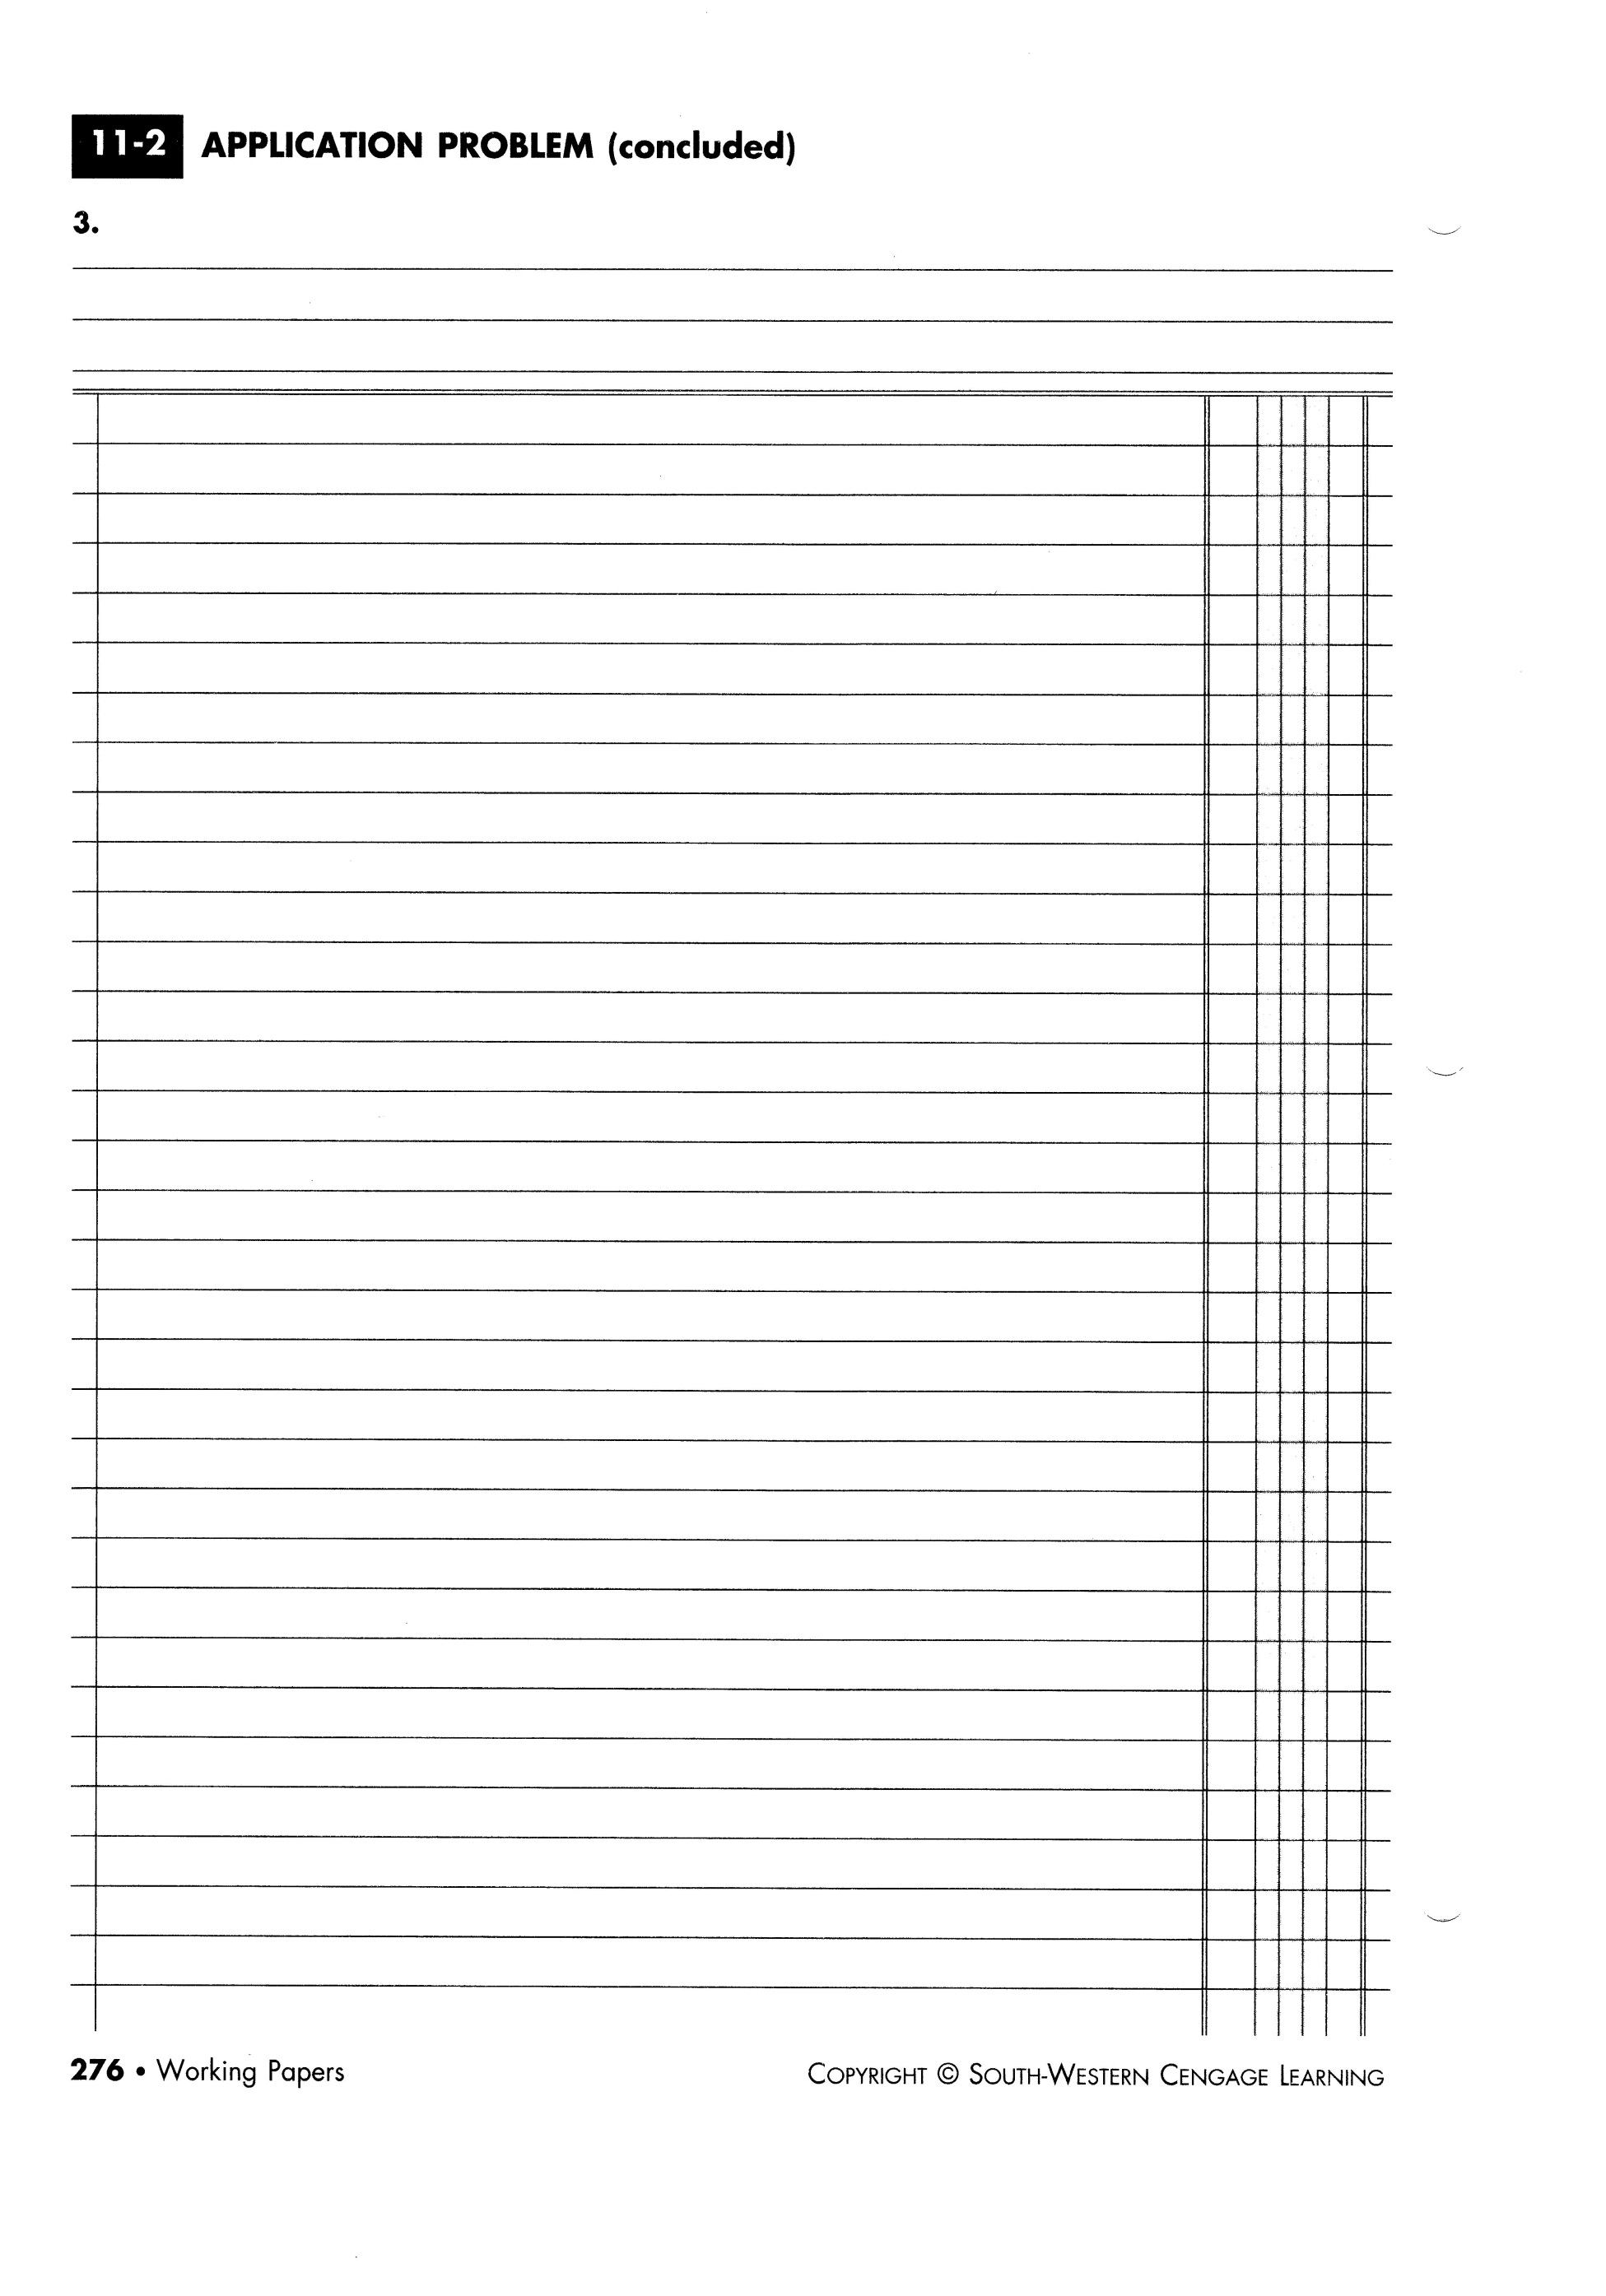 11-2 APPLICATION PROBLEM (concluded)
3.
276 • Working Papers COPYRIGHT © SOUTH-WESTERN CENGAGE LEARNING